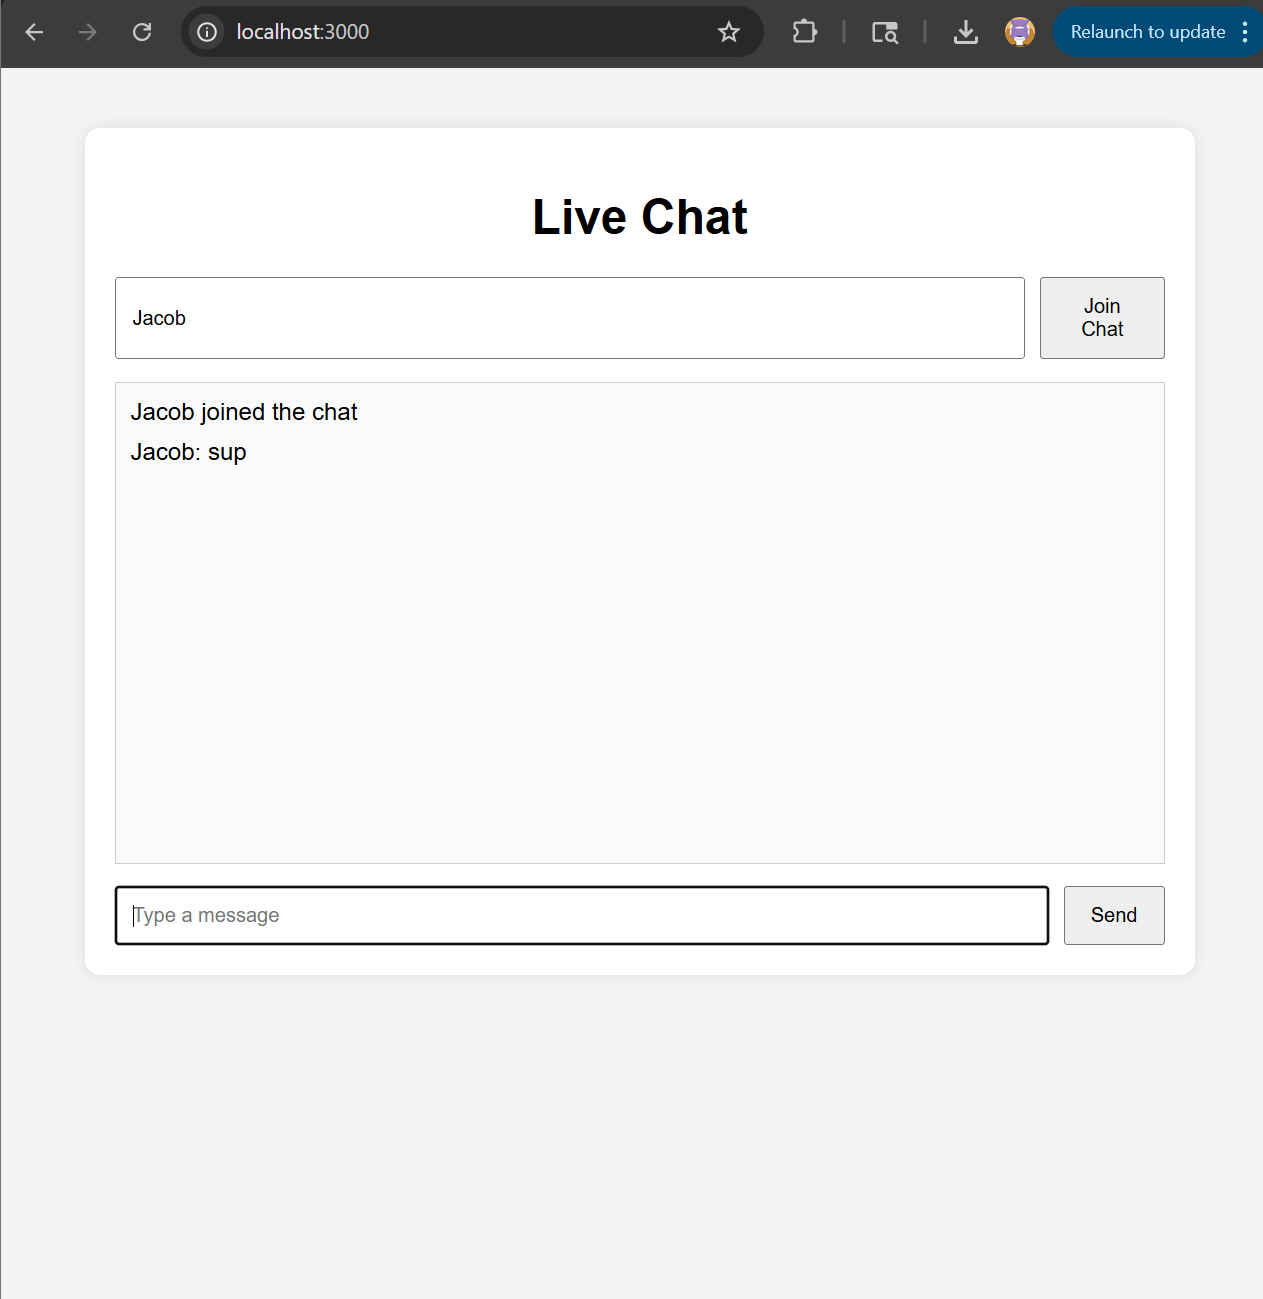 localhost:3000
Relaunch to update
Live Chat
Jacob
Join
Chat
Jacob joined the chat
Jacob: sup
Type a message
Send